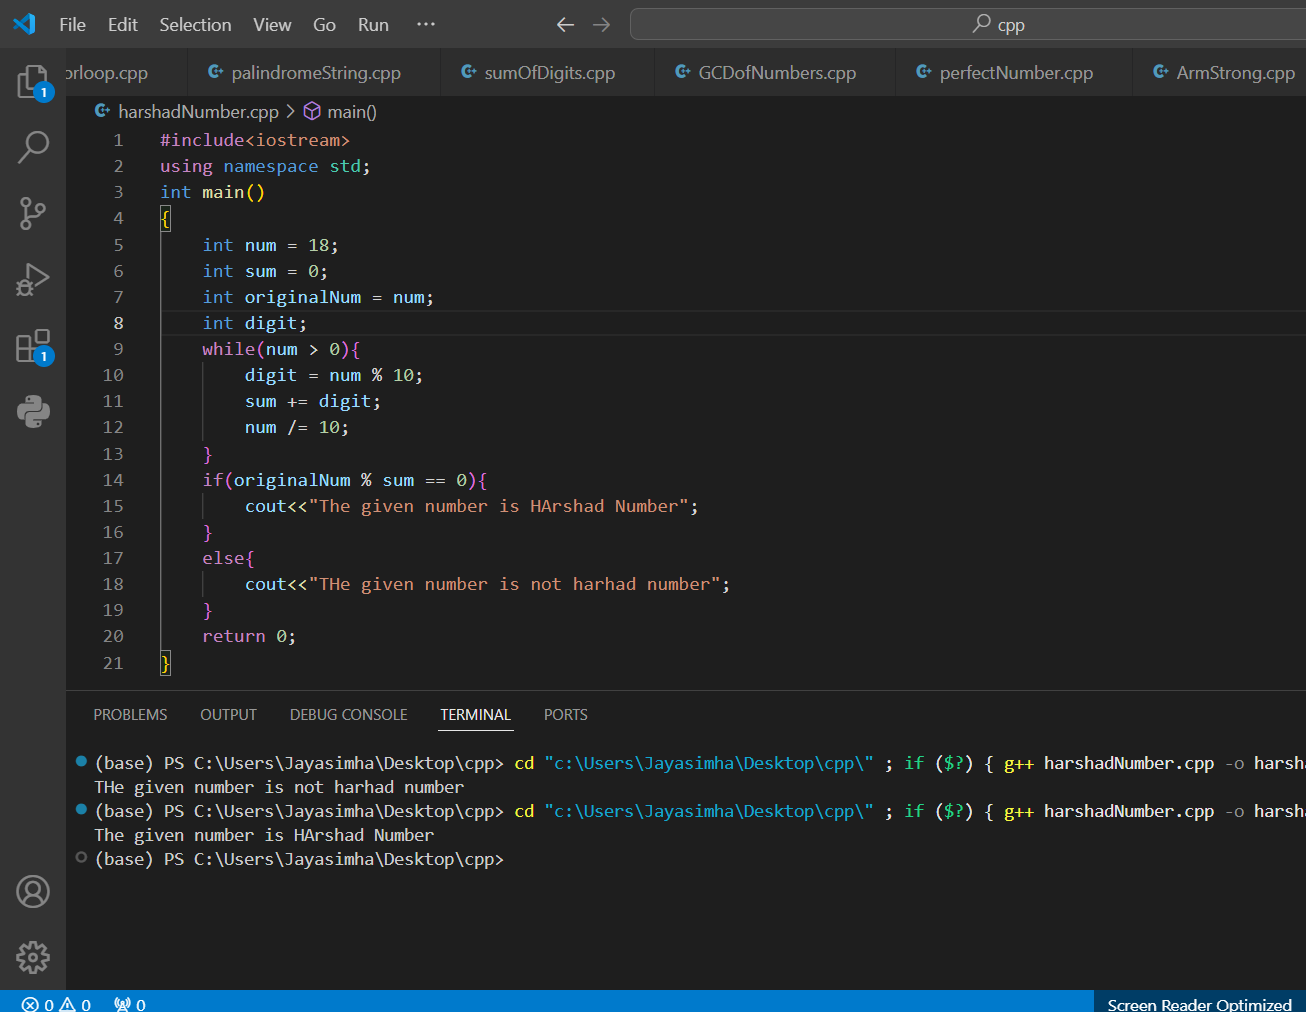 File Edit Selection View Go Run ... cpp
orloop.cpp palindromeString.cpp sumOfDigits.cpp GCDofNumbers.cpp perfectNumber.cpp ArmStrong.cpp
harshadNumber.cpp > main()
1 #include<iostream>
2 using namespace std;
3 int main()
4 {
5 int num = 18;
6 int sum = 0;
7 int originalNum = num;
8 int digit;
9 while(num > 0){
10 digit = num % 10;
11 sum += digit;
12 num /= 10;
13 }
14 if(originalNum % sum == 0){
15 cout<<"The given number is HArshad Number";
16 }
17 else{
18 cout<<"THe given number is not harhad number";
19 }
20 return 0;
21 }
1
1
PROBLEMS OUTPUT DEBUG CONSOLE TERMINAL PORTS
(base) PS C:\Users\Jayasimha\Desktop\cpp> cd "c:\Users\Jayasimha\Desktop\cpp\" ; if ($?) { g++ harshadNumber.cpp -o harsha
THe given number is not harhad number
(base) PS C:\Users\Jayasimha\Desktop\cpp> cd "c:\Users\Jayasimha\Desktop\cpp\" ; if ($?) { g++ harshadNumber.cpp -o harsha
The given number is HArshad Number
(base) PS C:\Users\Jayasimha\Desktop\cpp>
0 0 0 Screen Reader Optimized